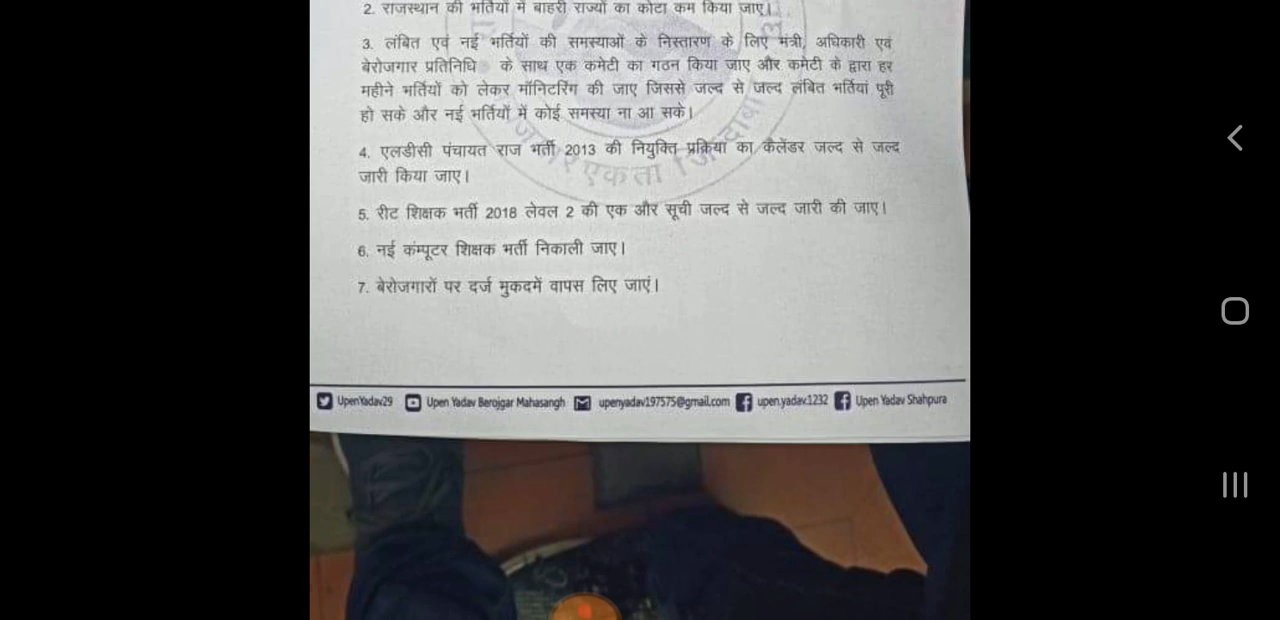 2. राजस्थान की भर्तियों में बाहरी राज्यों का कोटा कम किया जाए।
3. लंबित एवं नई भर्तियों की समस्याओं के निस्तारण के लिए मंत्री, अधिकारी एवं
बेरोजगार प्रतिनिधि के साथ एक कमेटी का गठन किया जाए और कमेटी के द्वारा हर
महीने भर्तियों को लेकर मॉनिटरिंग की जाए जिससे जल्द से जल्द लंबित भर्तियां पूरी
हो सके और नई भर्तियों में कोई समस्या ना आ सके।
4. एलडीसी पंचायत राज भर्ती 2013 की नियुक्ति प्रक्रिया का कैलेंडर जल्द से जल्द
जारी किया जाए।
एकता जिन्दाबा
5. रीट शिक्षक भर्ती 2018 लेवल 2 की एक और सूची जल्द से जल्द जारी की जाए।
6. नई कंम्पूटर शिक्षक भर्ती निकाली जाए।
7. बेरोजगारों पर दर्ज मुकदमें वापस लिए जाएं।
UpenYadav29 Upen Yadav Berojgar Mahasangh upenyadav197575@gmail.com upen.yadav.1232 Upen Yadav Shahpura